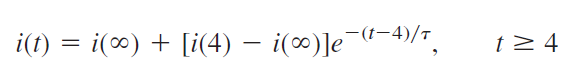 i(t) = i(∞) + [i(4) − i(∞)]e^{−(t−4)/τ}, t ≥ 4